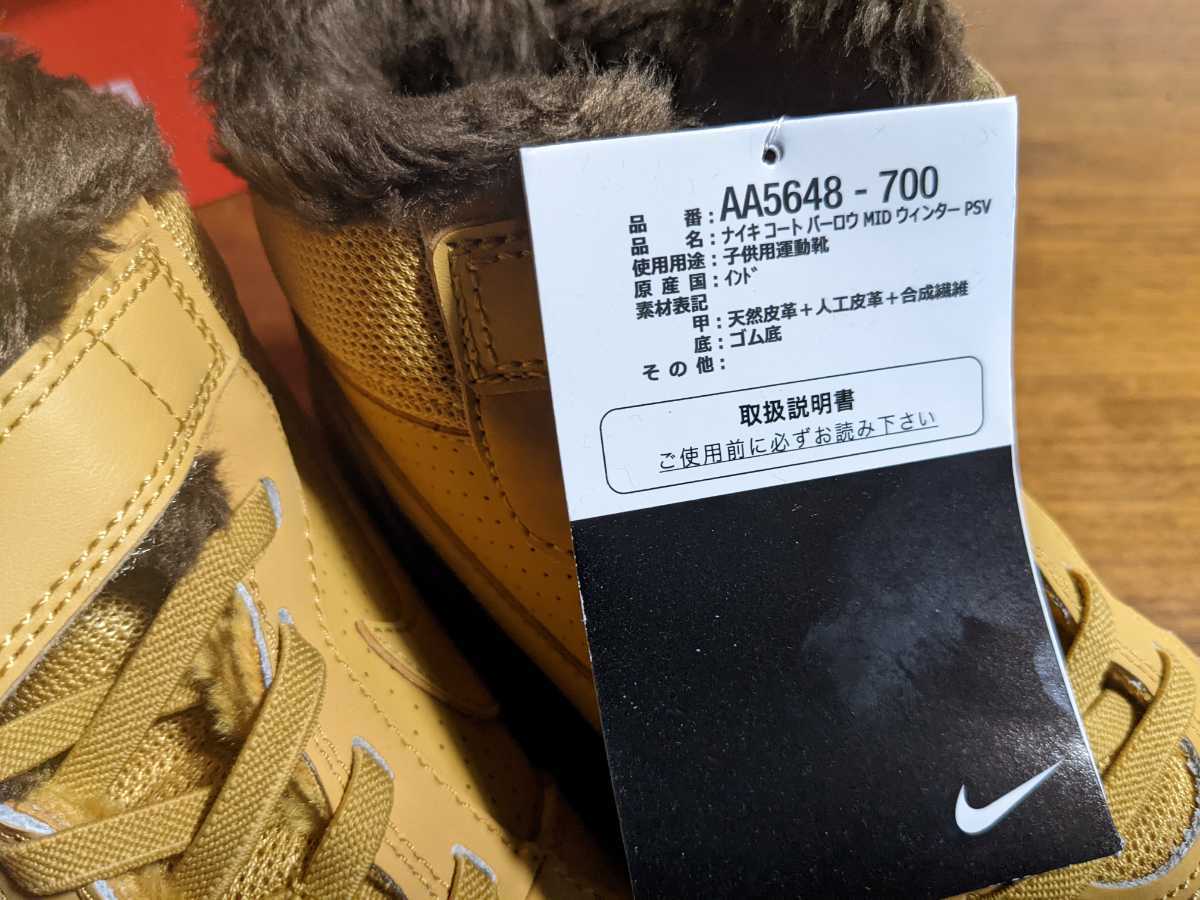 品番：AA5648 - 700
品名：ナイキ コート バーロウ MID ウィンター PSV
使用用途：子供用運動靴
原産国：インド
素材表記
甲：天然皮革＋人工皮革＋合成繊維
底：ゴム底
その他：
取扱説明書
ご使用前に必ずお読み下さい